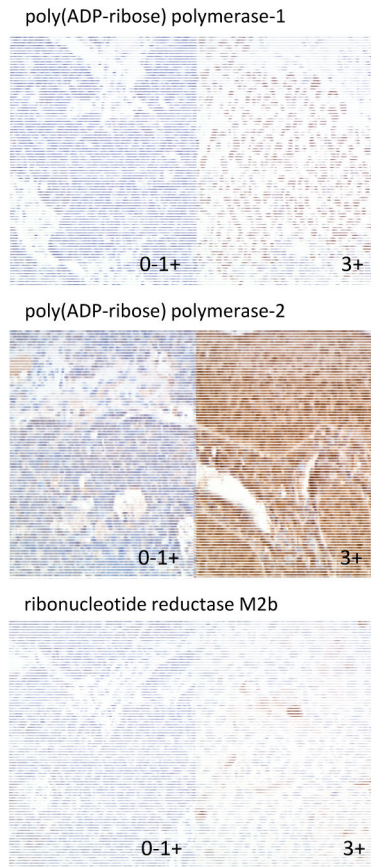 poly(ADP-ribose) polymerase-1
0-1+ 3+
poly(ADP-ribose) polymerase-2
0-1+ 3+
ribonucleotide reductase M2b
0-1+ 3+